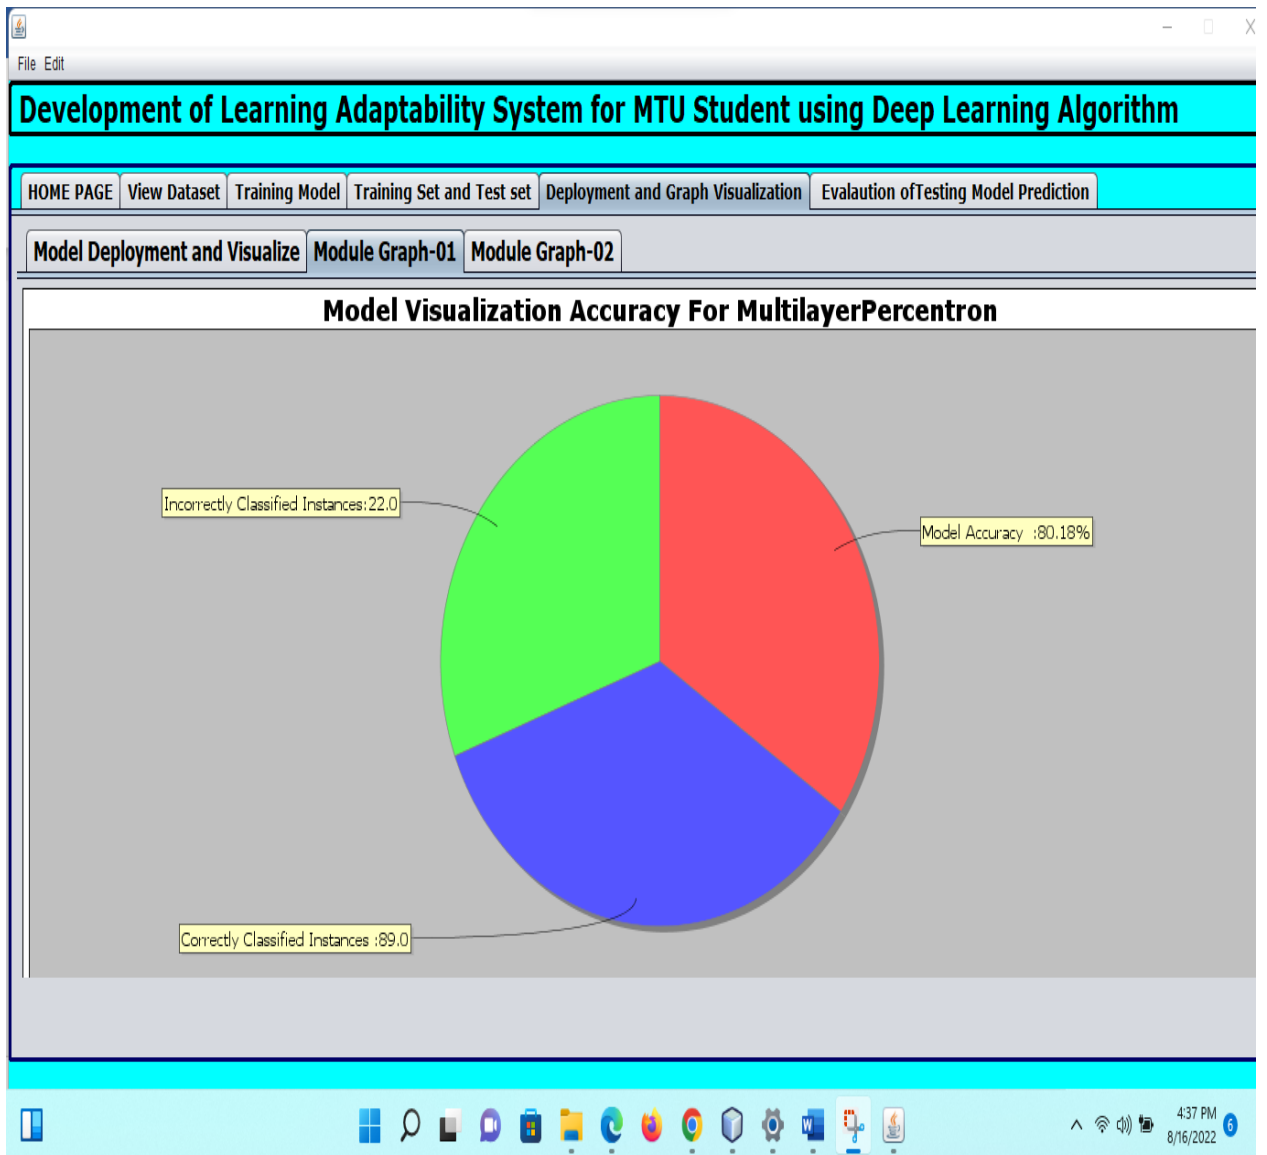 File Edit
Development of Learning Adaptability System for MTU Student using Deep Learning Algorithm
HOME PAGE View Dataset Training Model Training Set and Test set Deployment and Graph Visualization Evalaution ofTesting Model Prediction
Model Deployment and Visualize Module Graph-01 Module Graph-02
Model Visualization Accuracy For MultilayerPercentron
Incorrectly Classified Instances:22.0
Model Accuracy :80.18%
Correctly Classified Instances :89.0
4:37 PM
8/16/2022
6